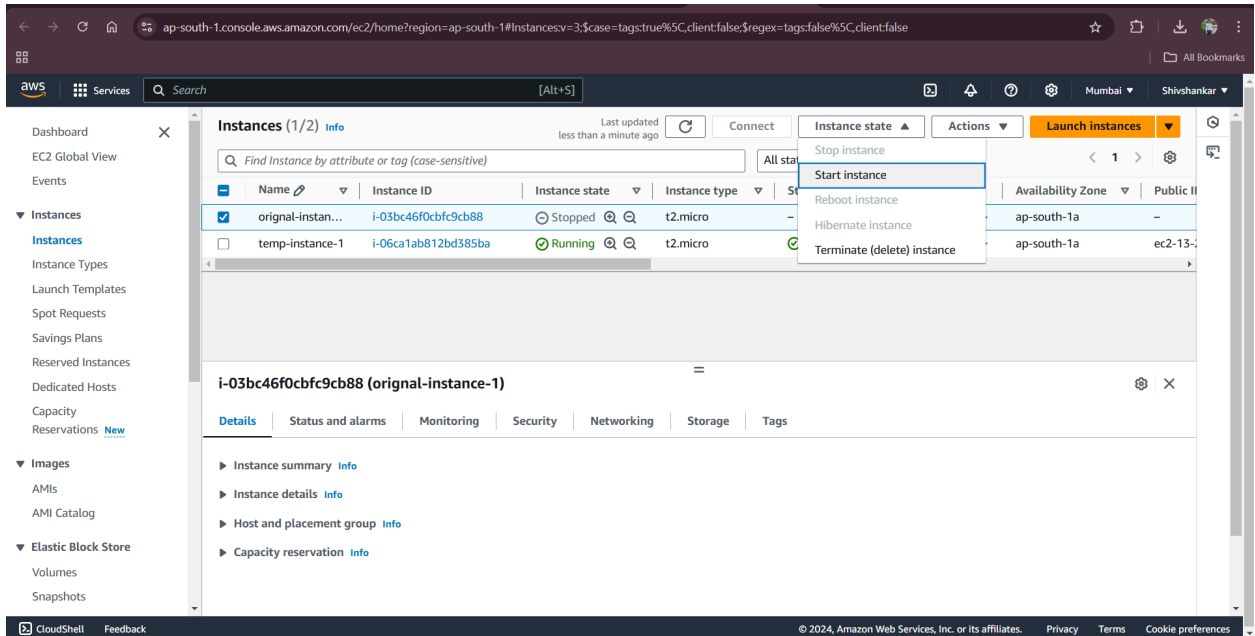 ap-south-1.console.aws.amazon.com/ec2/home?region=ap-south-1#Instances:v=3;$case=tags:true%5C,client:false;$regex=tags:false%5C,client:false
All Bookmarks
aws Services Search [Alt+S] Mumbai Shivshankar
Dashboard
EC2 Global View
Events
Instances
Instances
Instance Types
Launch Templates
Spot Requests
Savings Plans
Reserved Instances
Dedicated Hosts
Capacity
Reservations New
Images
AMIs
AMI Catalog
Elastic Block Store
Volumes
Snapshots
Instances (1/2) Info
Last updated
less than a minute ago
Connect Instance state Actions Launch instances
Find Instance by attribute or tag (case-sensitive) All sta 1
Stop instance
Start instance
Reboot instance
Hibernate instance
Terminate (delete) instance
Name Instance ID Instance state Instance type St Availability Zone Public I
orignal-instan... i-03bc46f0cbfc9cb88 Stopped t2.micro – ap-south-1a –
temp-instance-1 i-06ca1ab812bd385ba Running t2.micro ap-south-1a ec2-13-
i-03bc46f0cbfc9cb88 (orignal-instance-1)
Details Status and alarms Monitoring Security Networking Storage Tags
Instance summary Info
Instance details Info
Host and placement group Info
Capacity reservation Info
CloudShell Feedback © 2024, Amazon Web Services, Inc. or its affiliates. Privacy Terms Cookie preferences